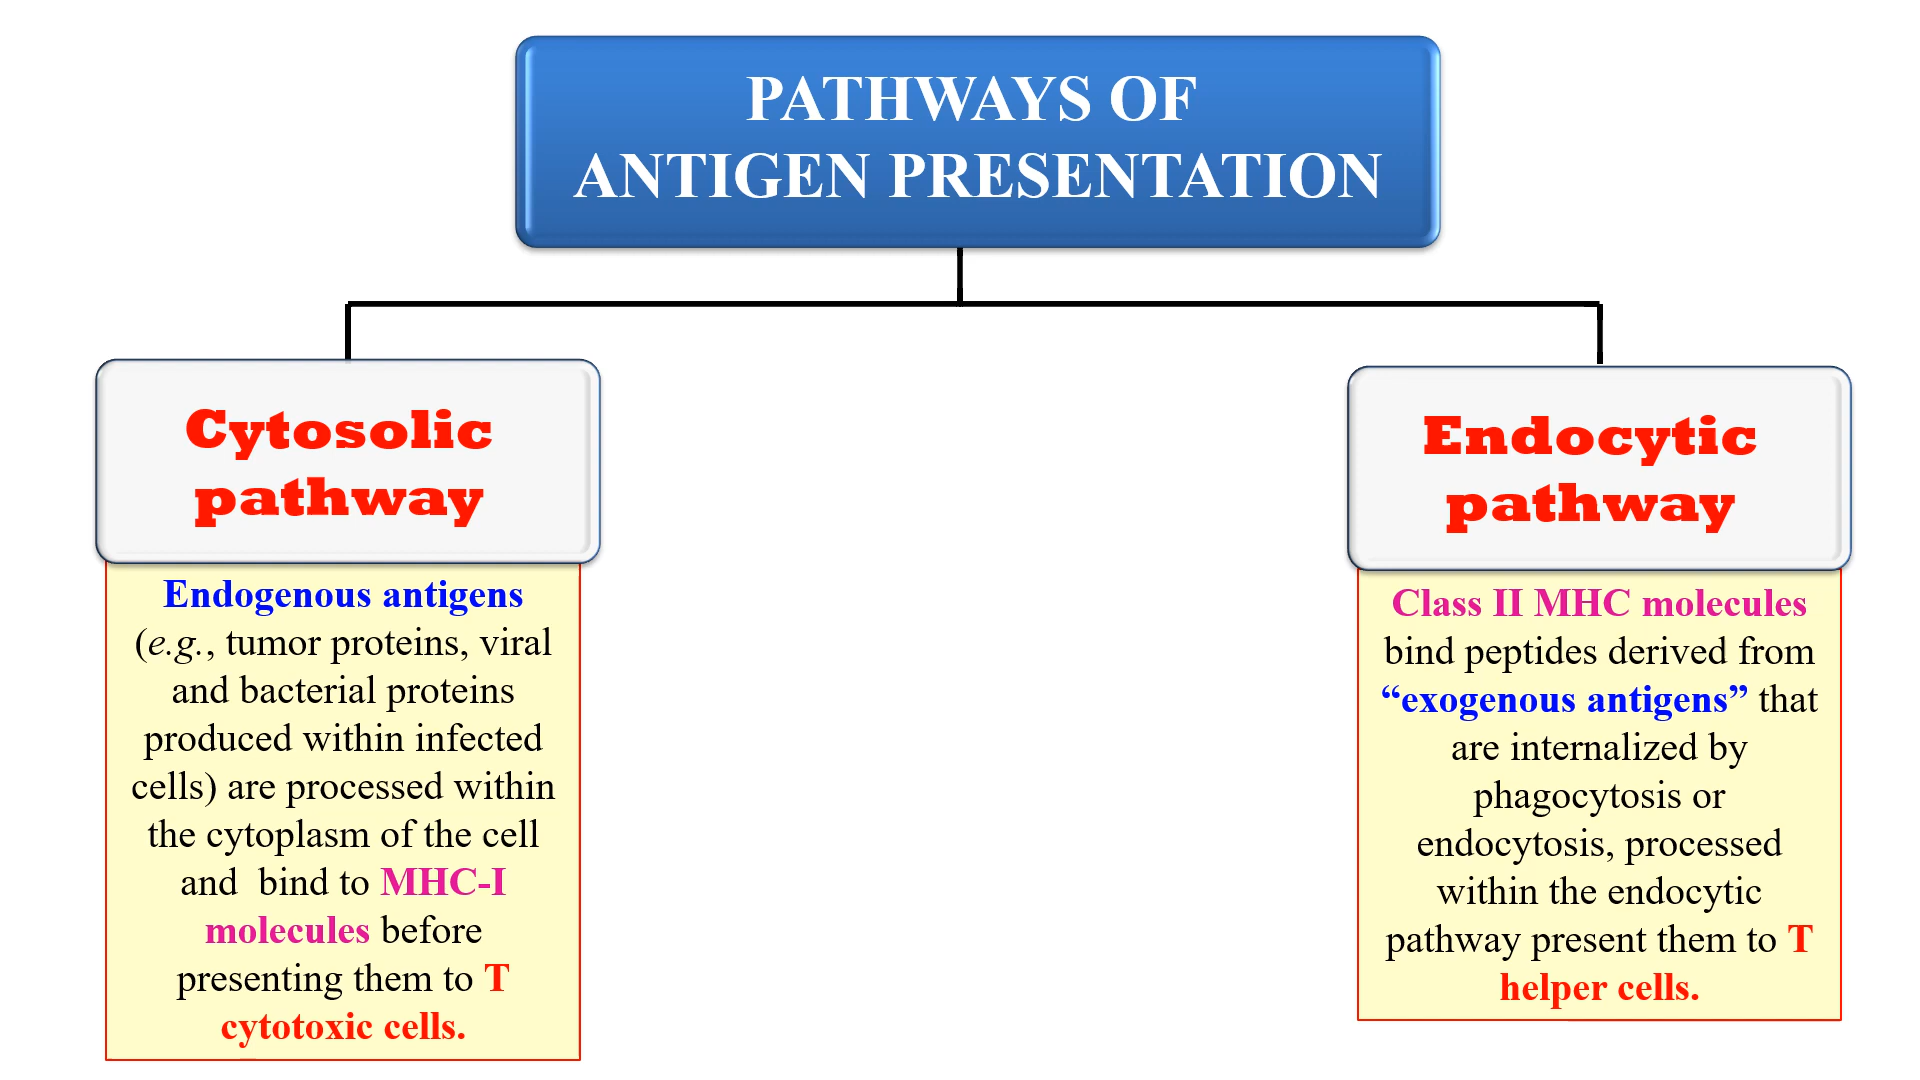 PATHWAYS OF
ANTIGEN PRESENTATION
Cytosolic
pathway
Endogenous antigens
(e.g., tumor proteins, viral
and bacterial proteins
produced within infected
cells) are processed within
the cytoplasm of the cell
and  bind to MHC-I
molecules before
presenting them to T
cytotoxic cells.
Endocytic
pathway
Class II MHC molecules
bind peptides derived from
“exogenous antigens” that
are internalized by
phagocytosis or
endocytosis, processed
within the endocytic
pathway present them to T
helper cells.